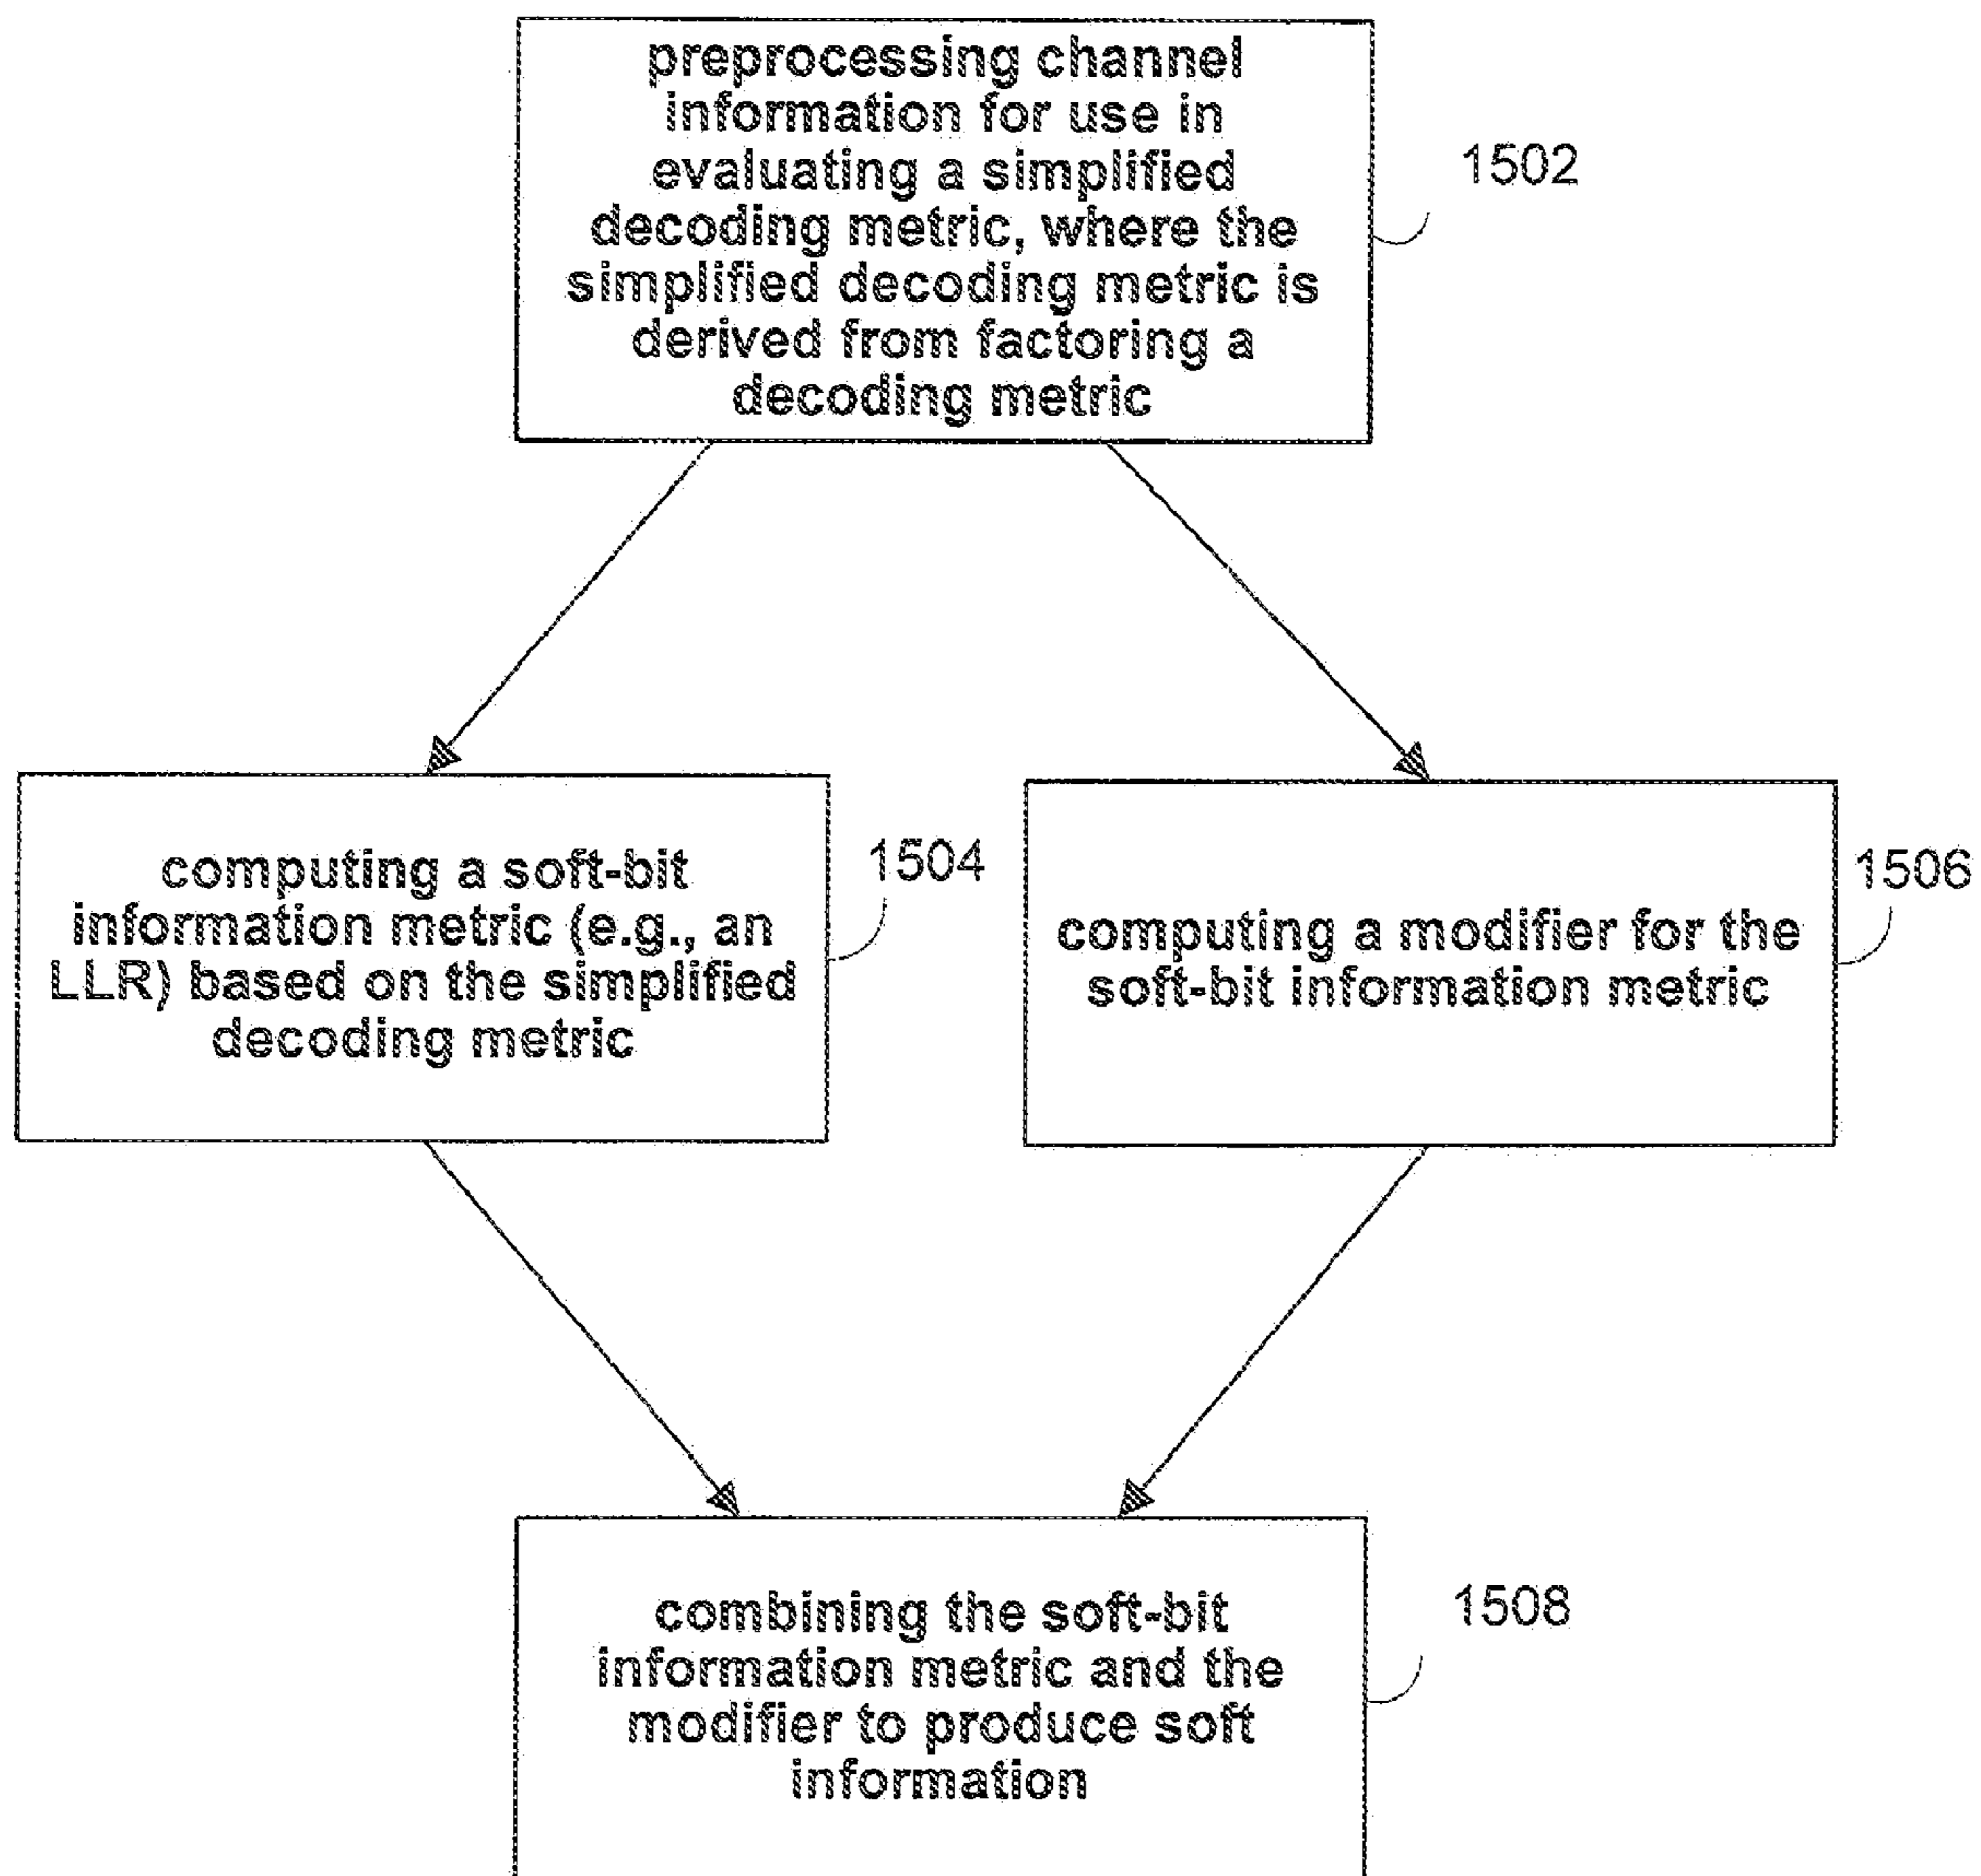 preprocessing channel
information for use in
evaluating a simplified
decoding metric, where the
simplified decoding metric is
derived from factoring a
decoding metric
1502
computing a soft-bit
information metric (e.g., an
LLR) based on the simplified
decoding metric
1504
computing a modifier for the
soft-bit information metric
1506
combining the soft-bit
information metric and the
modifier to produce soft
information
1508